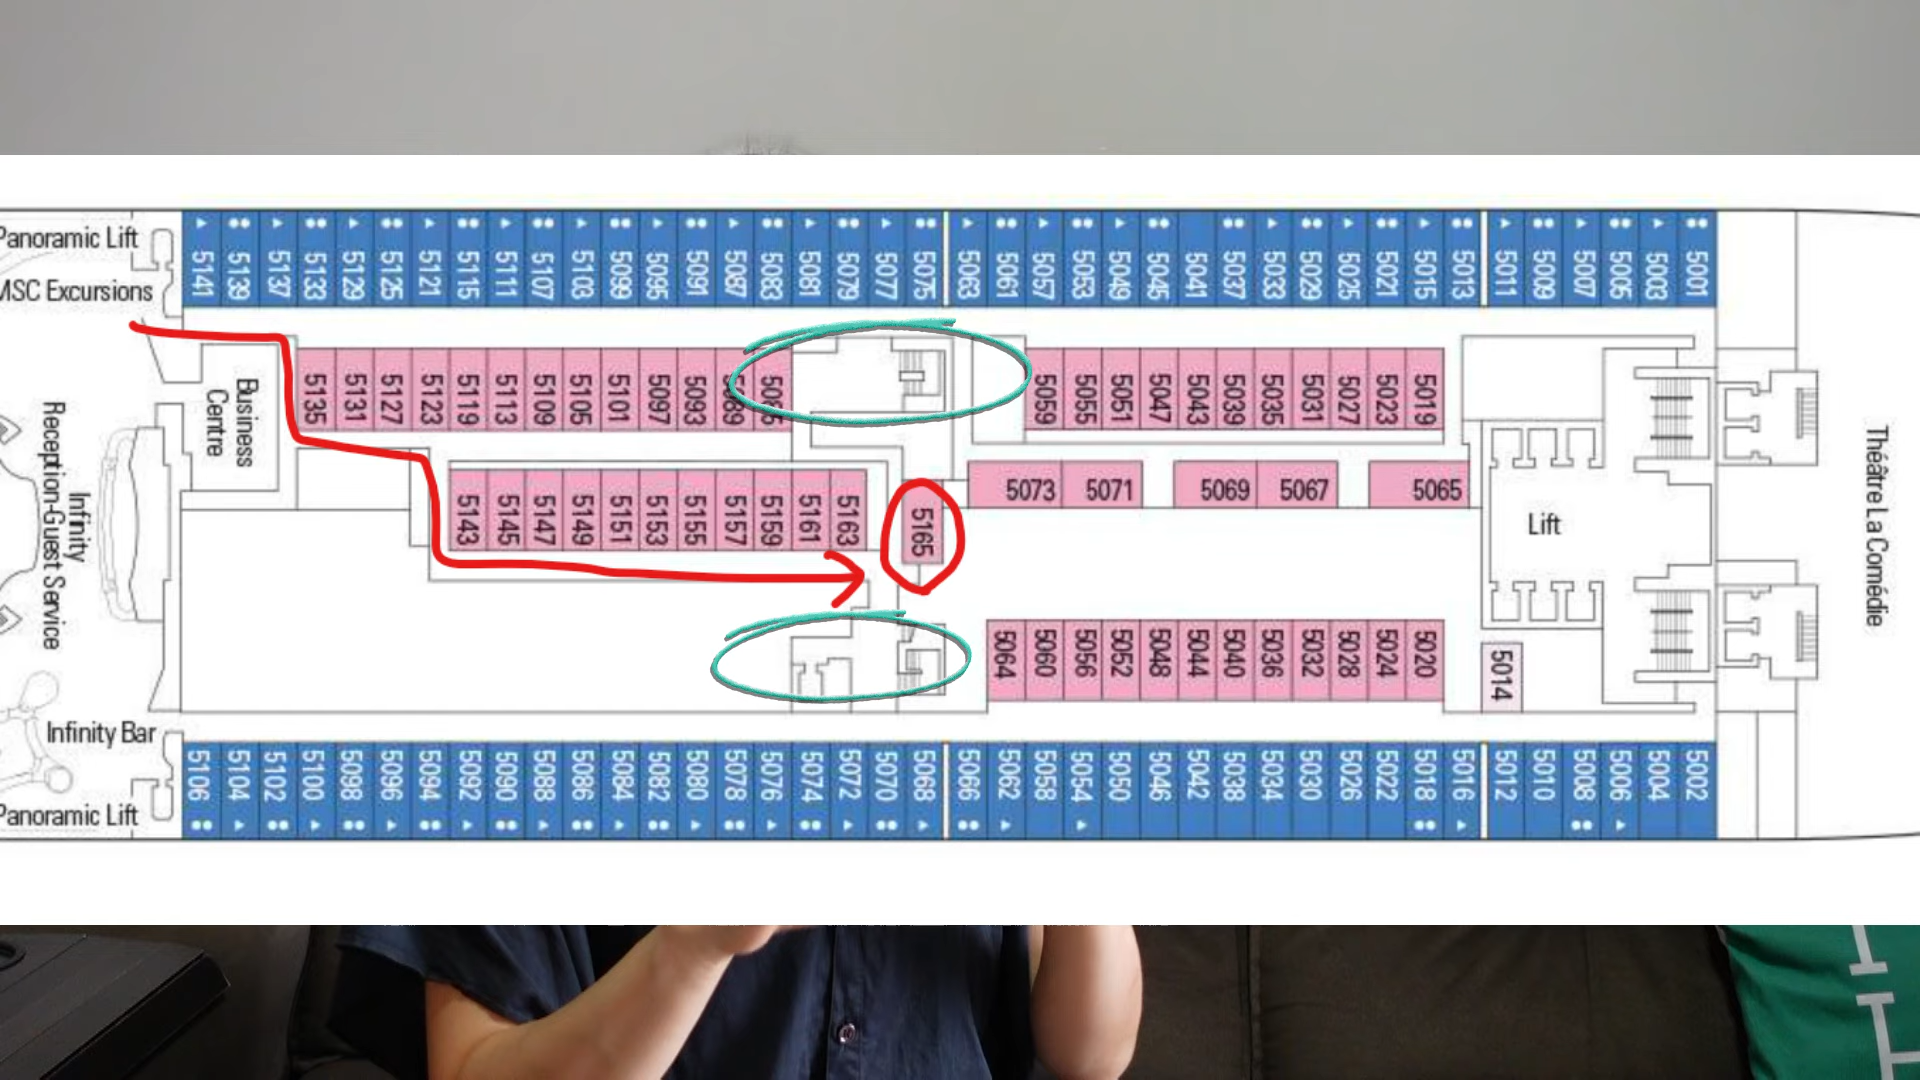 Panoramic Lift
MSC Excursions
5141 5139 5137 5133 5129 5125 5121 5115 5111 5107 5103 5099 5095 5091 5087 5083 5081 5079 5077 5075 5063 5061 5057 5053 5049 5045 5041 5037 5033 5029 5025 5021 5015 5013 5011 5009 5007 5005 5003 5001
Business
Centre
5135 5131 5127 5123 5119 5113 5109 5105 5101 5097 5093 5089 5085 5059 5055 5051 5047 5043 5039 5035 5031 5027 5023 5019
Reception-Guest Service
Infinity
5143 5145 5147 5149 5151 5153 5155 5157 5159 5161 5163 5165 5073 5071 5069 5067 5065
Lift
Théâtre La Comédie
5064 5060 5056 5052 5048 5044 5040 5036 5032 5028 5024 5020 5014
Infinity Bar
Panoramic Lift
5106 5104 5102 5100 5098 5096 5094 5092 5090 5088 5086 5084 5082 5080 5078 5076 5074 5072 5070 5068 5066 5062 5058 5054 5050 5046 5042 5038 5034 5030 5026 5022 5018 5016 5012 5010 5008 5006 5004 5002